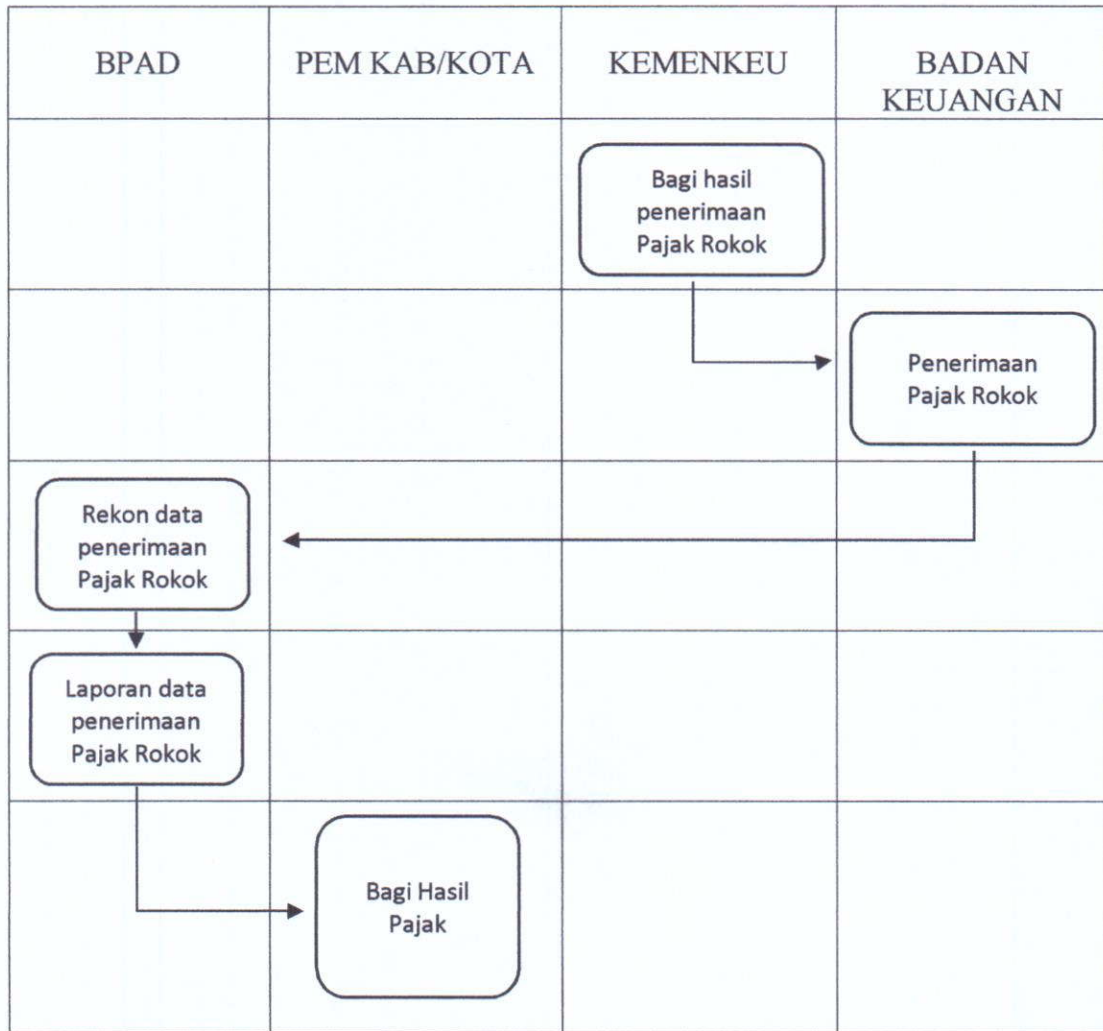 BPAD
PEM KAB/KOTA
KEMENKEU
BADAN
KEUANGAN
Bagi hasil
penerimaan
Pajak Rokok
Penerimaan
Pajak Rokok
Rekon data
penerimaan
Pajak Rokok
Laporan data
penerimaan
Pajak Rokok
Bagi Hasil
Pajak